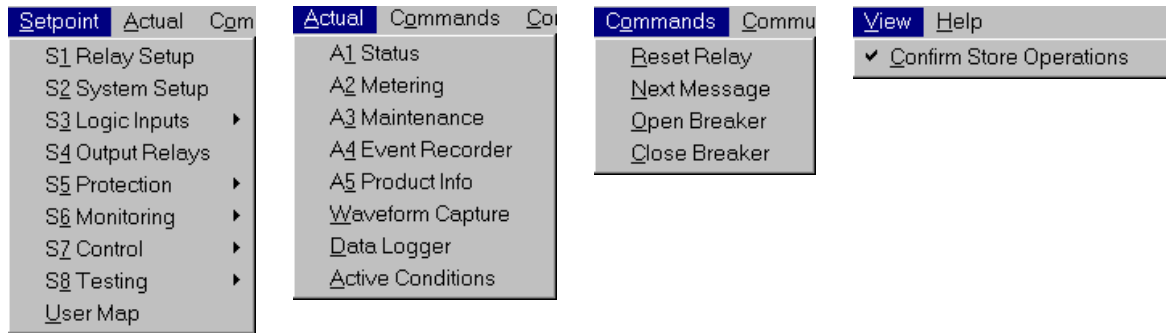 Setpoint Actual Com
S1 Relay Setup
S2 System Setup
S3 Logic Inputs
S4 Output Relays
S5 Protection
S6 Monitoring
S7 Control
S8 Testing
User Map
Actual Commands Co
A1 Status
A2 Metering
A3 Maintenance
A4 Event Recorder
A5 Product Info
Waveform Capture
Data Logger
Active Conditions
Commands Commu
Reset Relay
Next Message
Open Breaker
Close Breaker
View Help
✔ Confirm Store Operations